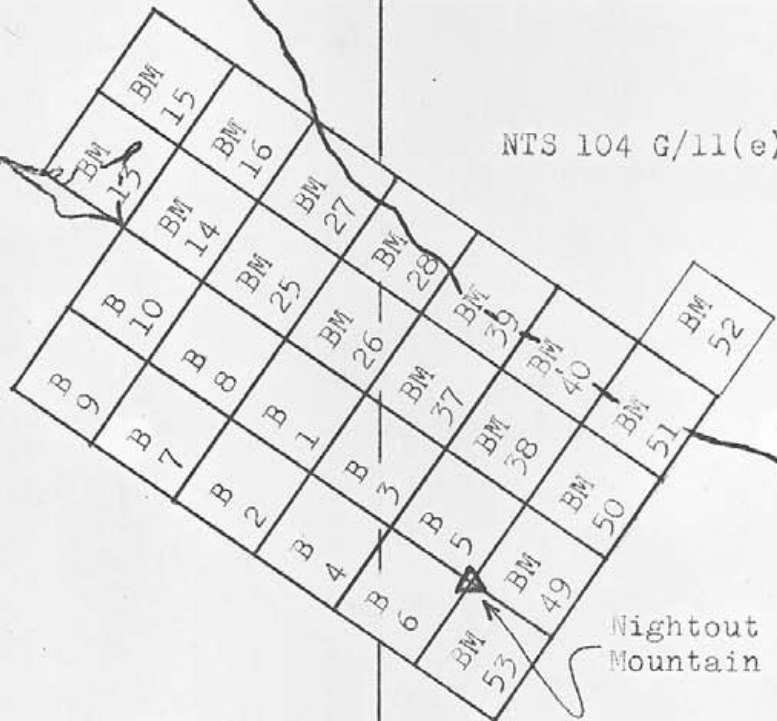 NTS 104 G/11(e)
BM
15
BM
16
BM
13
BM
14
BM
27
BM
28
BM
25
BM
26
BM
39
BM
40
BM
52
BM
51
B
10
B
8
B
1
BM
37
BM
38
BM
50
B
9
B
7
B
2
B
3
B
5
BM
49
B
4
B
6
BM
53
Nightout
Mountain